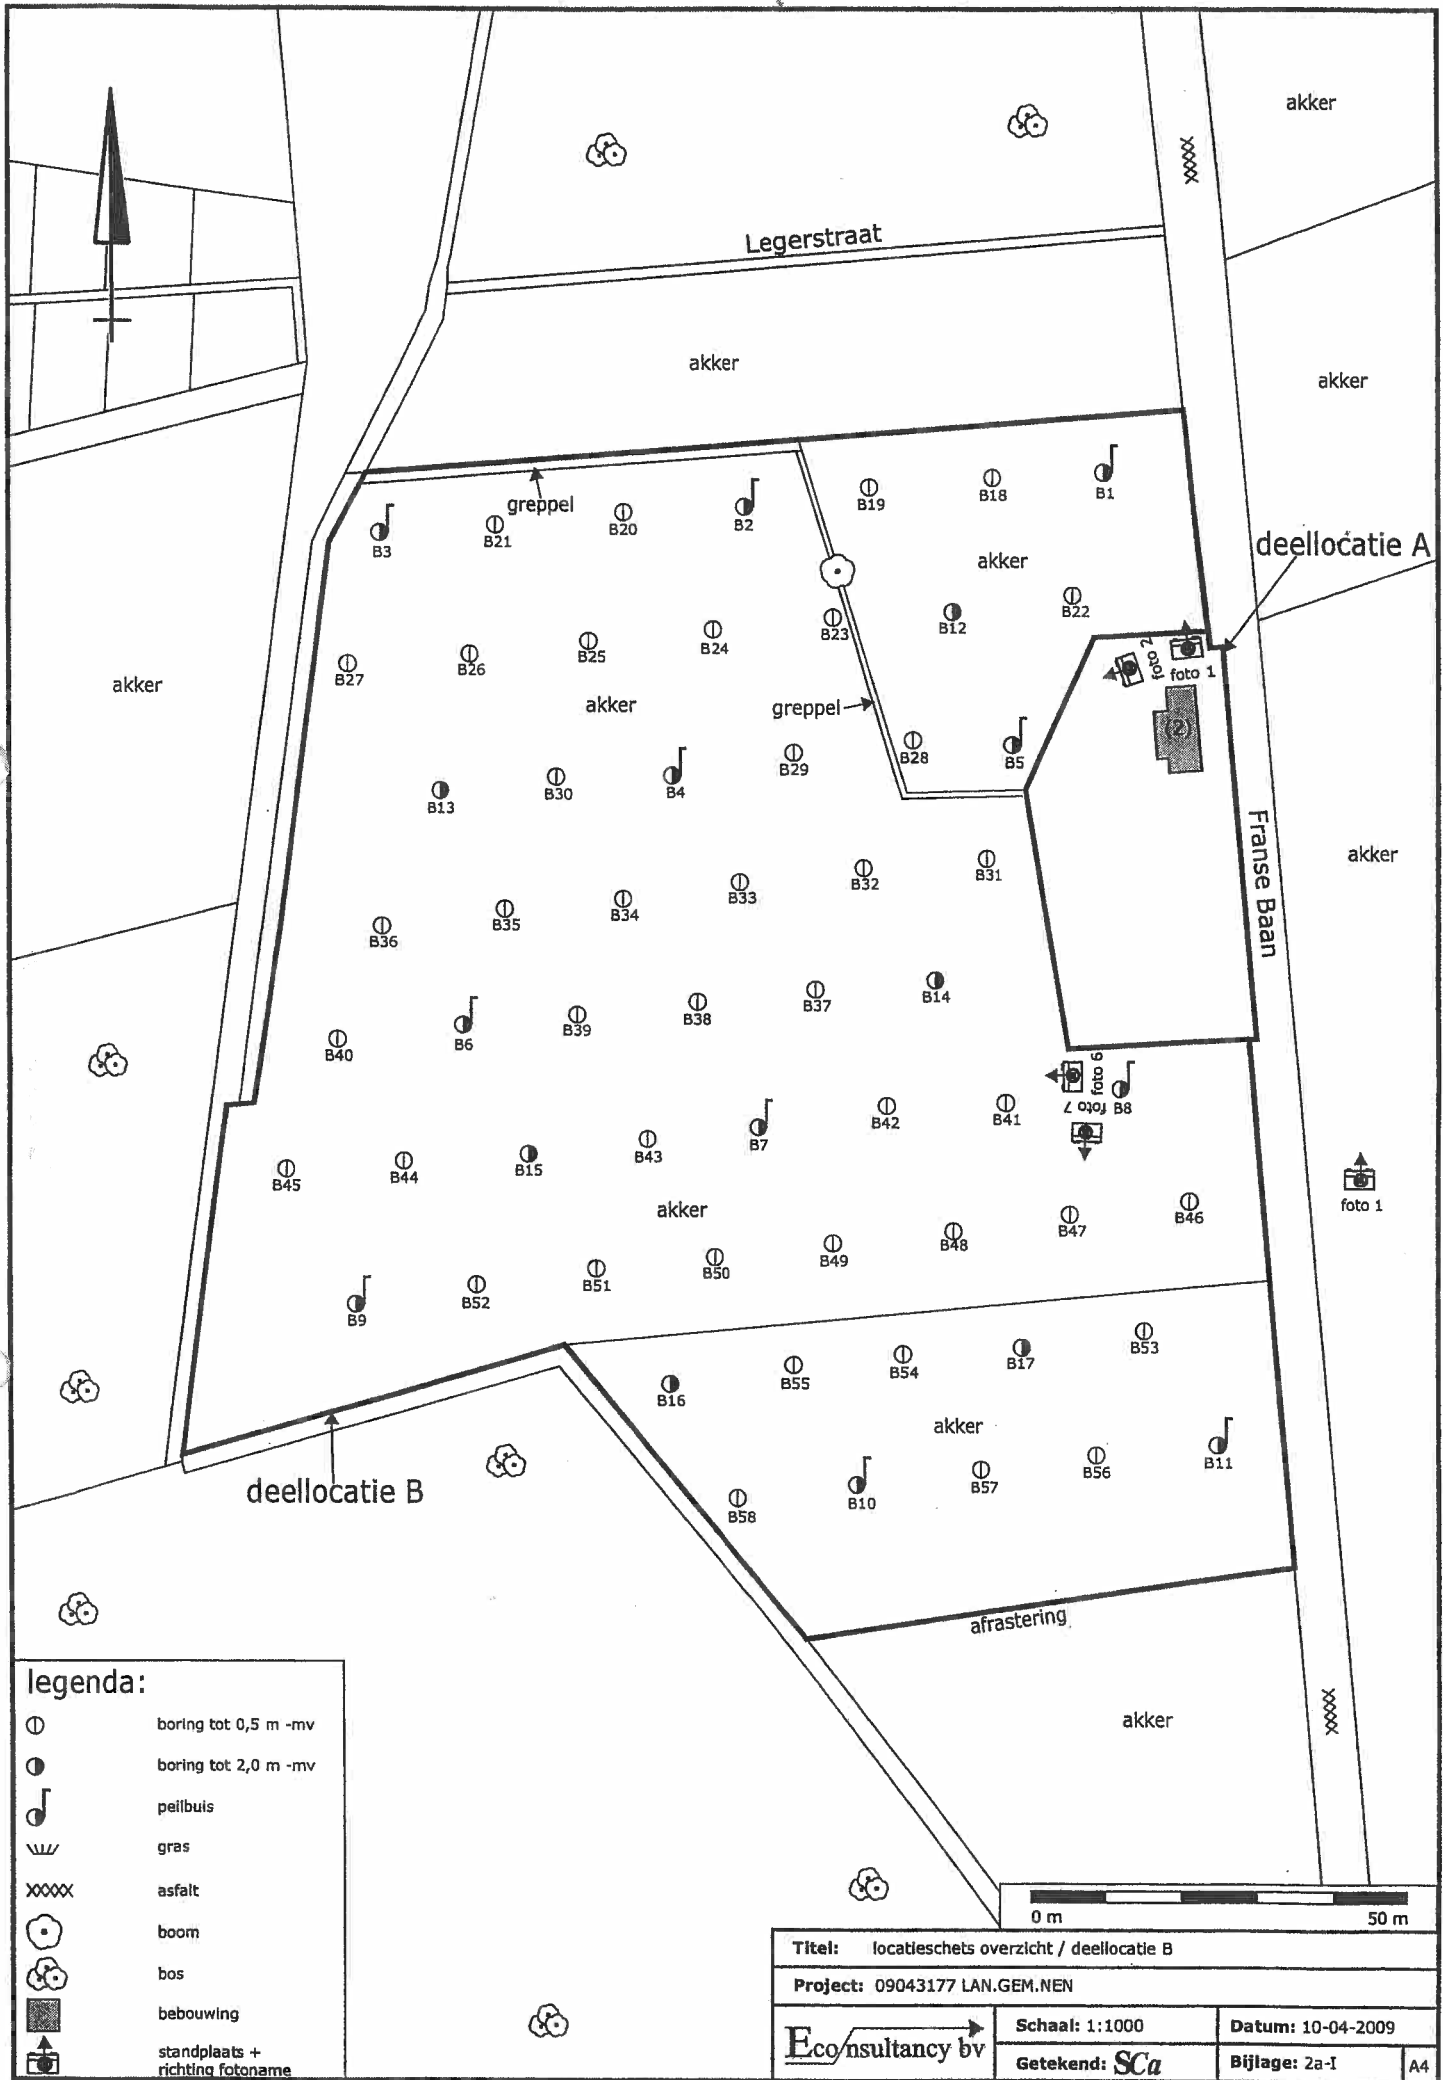 akker
Legerstraat
akker
akker
greppel
B3
B21
B20
B2
B19
B18
B1
deellocatie A
akker
B22
B12
B23
B24
B25
B26
B27
foto 2
foto 1
akker
akker
greppel
(2)
B13
B30
B4
B29
B28
B5
Franse Baan
akker
B36
B35
B34
B33
B32
B31
B40
B6
B39
B38
B37
B14
foto 6
foto 7
B8
B45
B44
B15
B43
B7
B42
B41
foto 1
akker
B9
B52
B51
B50
B49
B48
B47
B46
B16
B55
B54
B17
B53
akker
deellocatie B
B58
B10
B57
B56
B11
afrastering
akker
legenda:
boring tot 0,5 m -mv
boring tot 2,0 m -mv
peilbuis
gras
asfalt
boom
bos
bebouwing
standplaats +
richting fotoname
0 m 50 m
Titel: locatieschets overzicht / deellocatie B
Project: 09043177 LAN.GEM.NEN
Econsultancy bv
Schaal: 1:1000
Datum: 10-04-2009
Getekend: SCa
Bijlage: 2a-I
A4